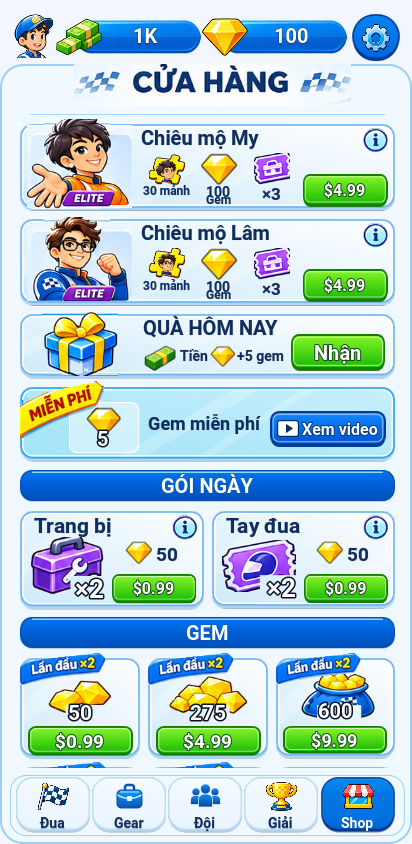 1K
100
CỬA HÀNG
Chiêu mộ My
30 mảnh
100
Gem
×3
$4.99
ELITE
Chiêu mộ Lâm
30 mảnh
100
Gem
×3
$4.99
ELITE
QUÀ HÔM NAY
Tiền +5 gem
Nhận
MIỄN PHÍ
5
Gem miễn phí
Xem video
GÓI NGÀY
Trang bị
50
×2
$0.99
Tay đua
50
×2
$0.99
GEM
Lần đầu ×2
50
$0.99
Lần đầu ×2
275
$4.99
Lần đầu ×2
600
$9.99
Đua
Gear
Đội
Giải
Shop